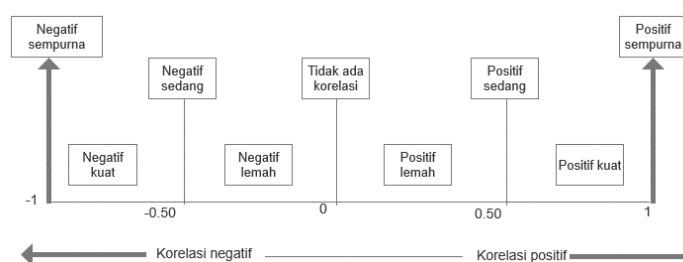 Negatif
sempurna
Positif
sempurna
Negatif
sedang
Tidak ada
korelasi
Positif
sedang
Negatif
kuat
Negatif
lemah
Positif
lemah
Positif kuat
-1
-0.50
0
0.50
1
Korelasi negatif
Korelasi positif